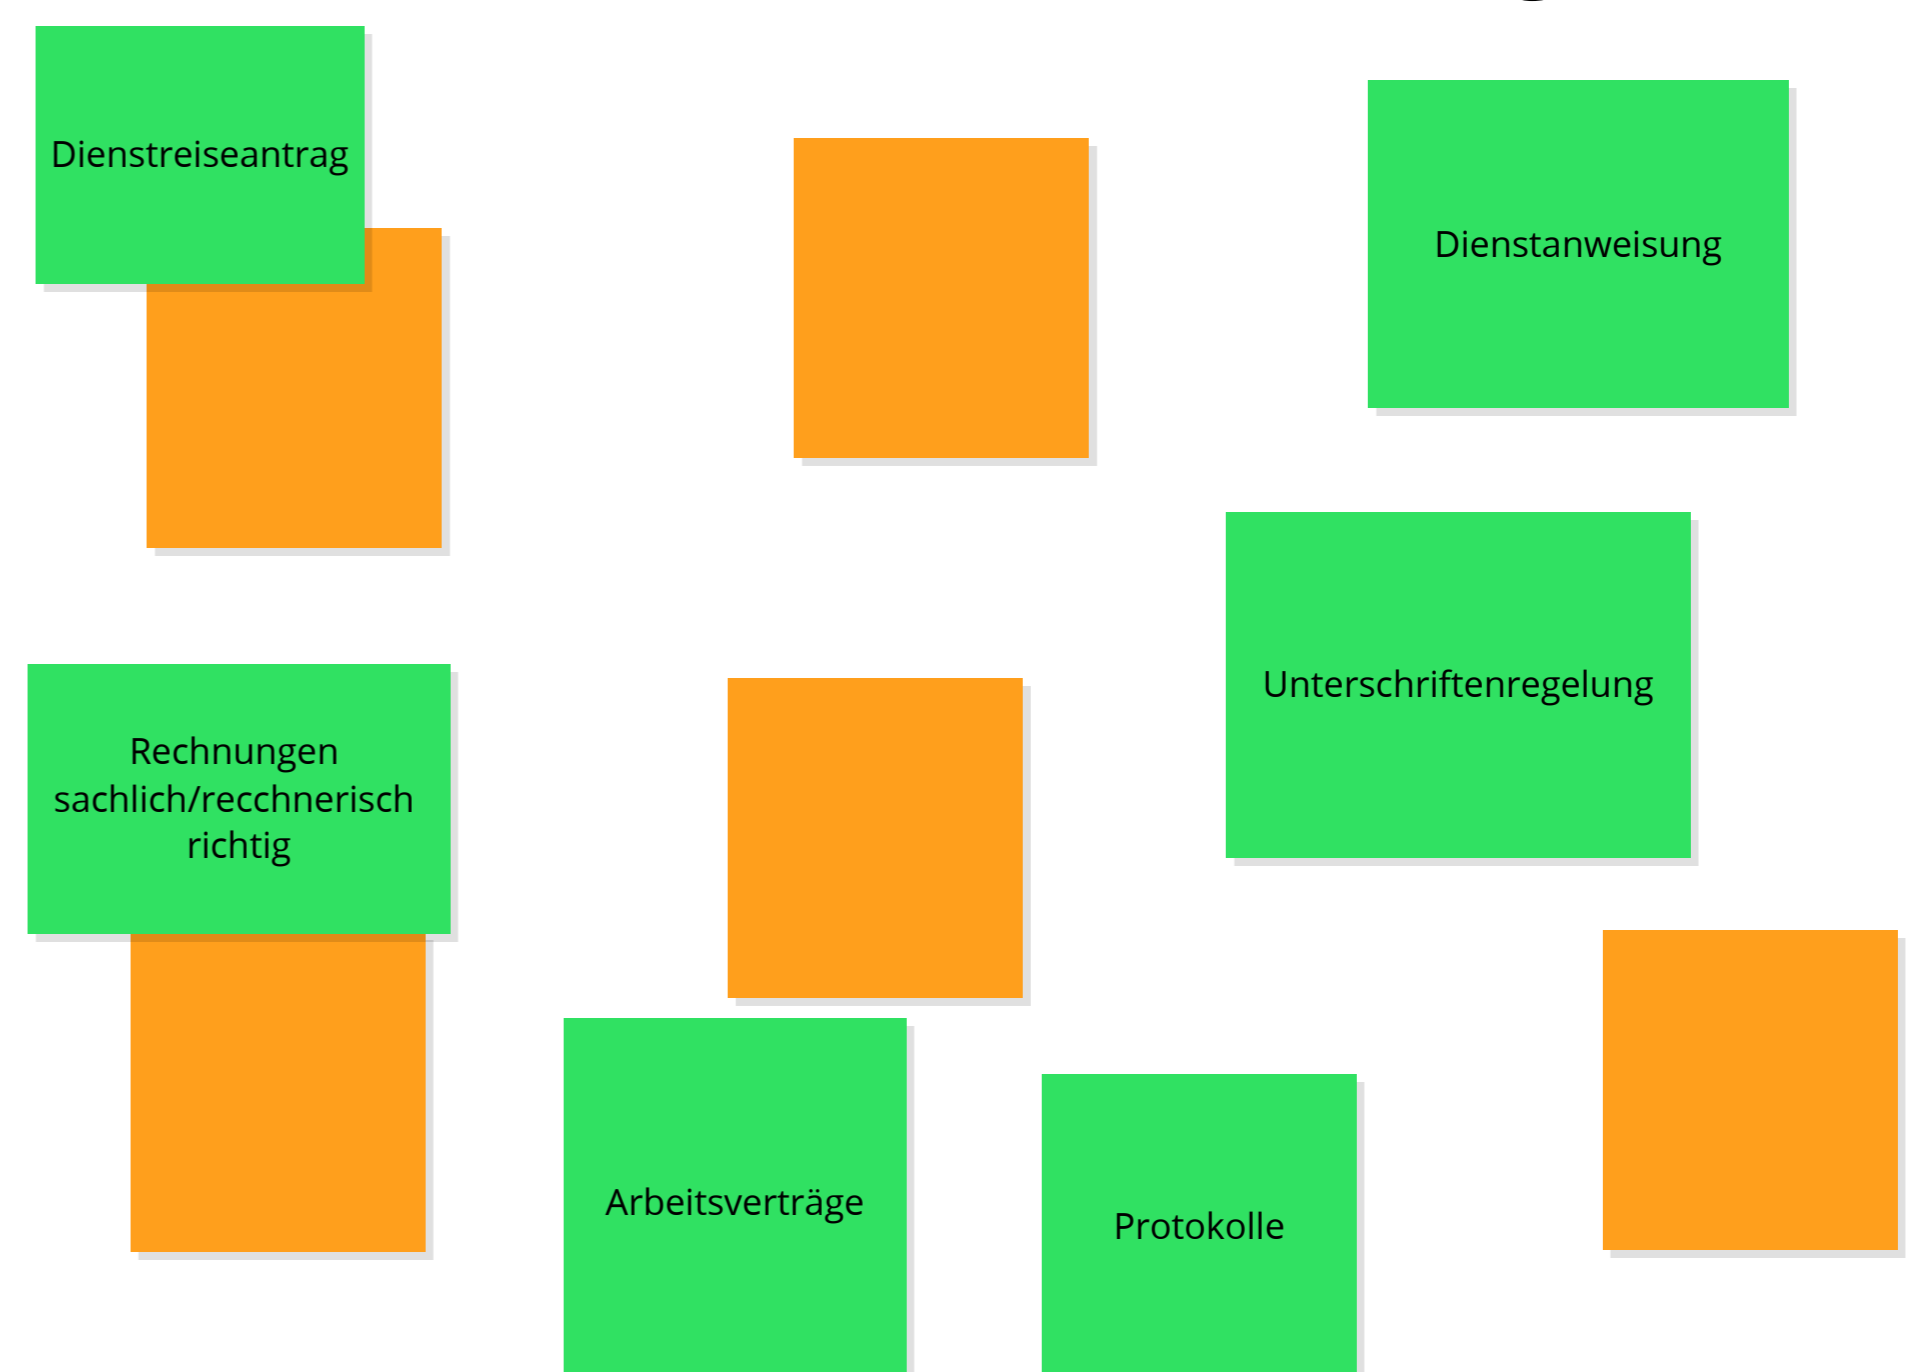 Dienstreiseantrag
Dienstanweisung
Unterschriftenregelung
Rechnungen
sachlich/recchnerisch
richtig
Arbeitsverträge
Protokolle